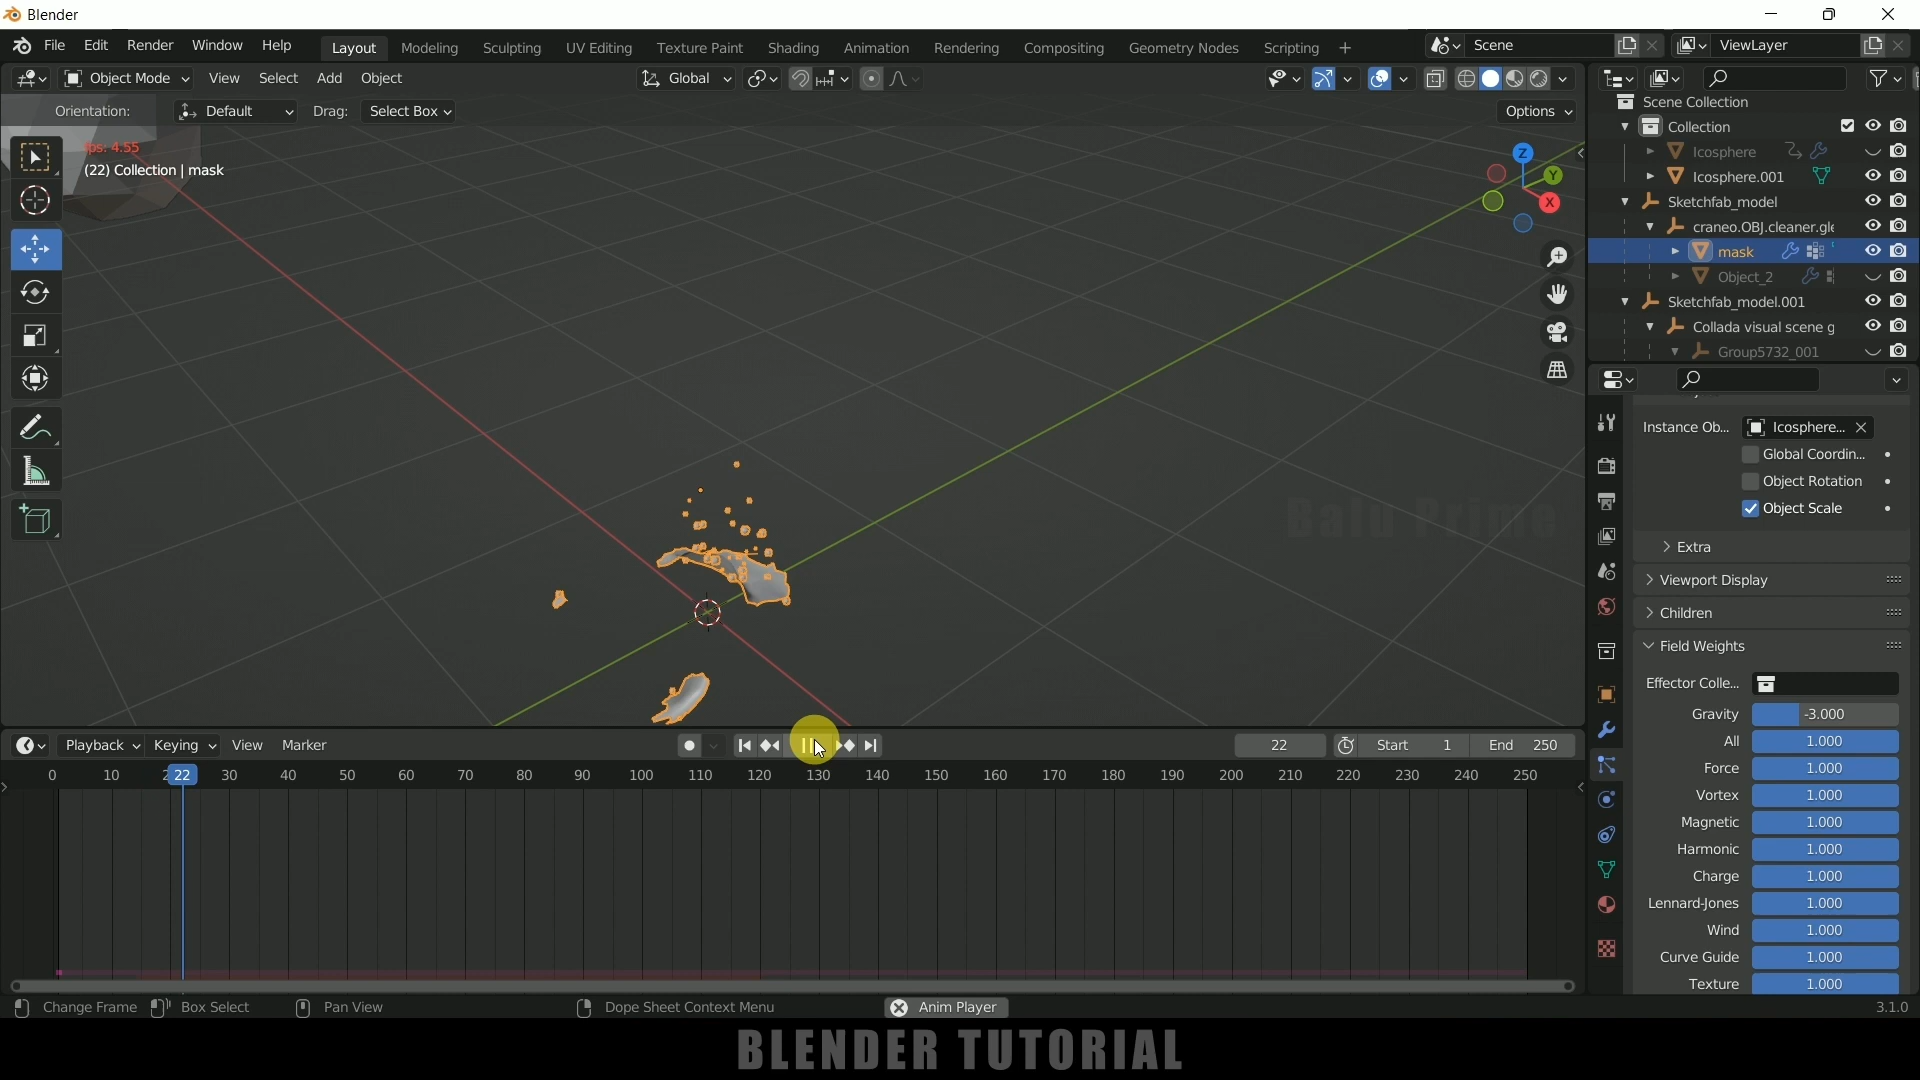 Blender
File Edit Render Window Help Layout Modeling Sculpting UV Editing Texture Paint Shading Animation Rendering Compositing Geometry Nodes Scripting + Scene ViewLayer
Object Mode View Select Add Object Global
Orientation: Default Drag: Select Box Options
Scene Collection
Collection
Icosphere
Icosphere.001
Sketchfab_model
craneo.OBJ.cleaner.gle
mask
Object_2
Sketchfab_model.001
Collada visual scene g
Group5732_001
fps: 4.55
(22) Collection | mask
Z
Y
X
Balu Prime
Instance Ob... Icosphere...
Global Coordin...
Object Rotation
Object Scale
Extra
Viewport Display
Children
Field Weights
Effector Colle...
Gravity -3.000
All 1.000
Force 1.000
Vortex 1.000
Magnetic 1.000
Harmonic 1.000
Charge 1.000
Lennard-Jones 1.000
Wind 1.000
Curve Guide 1.000
Texture 1.000
Playback Keying View Marker 22 Start 1 End 250
0 10 22 30 40 50 60 70 80 90 100 110 120 130 140 150 160 170 180 190 200 210 220 230 240 250
Change Frame Box Select Pan View Dope Sheet Context Menu Anim Player 3.1.0
BLENDER TUTORIAL